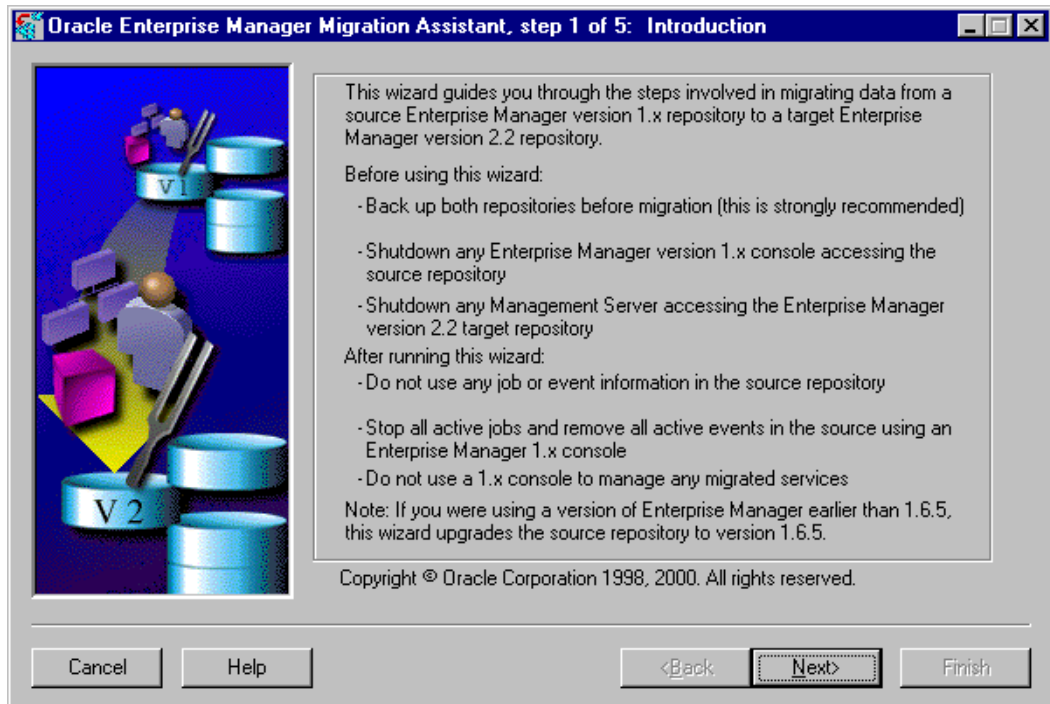 Oracle Enterprise Manager Migration Assistant, step 1 of 5: Introduction
This wizard guides you through the steps involved in migrating data from a
source Enterprise Manager version 1.x repository to a target Enterprise
Manager version 2.2 repository.
Before using this wizard:
- Back up both repositories before migration (this is strongly recommended)
- Shutdown any Enterprise Manager version 1.x console accessing the
source repository
- Shutdown any Management Server accessing the Enterprise Manager
version 2.2 target repository
After running this wizard:
- Do not use any job or event information in the source repository
- Stop all active jobs and remove all active events in the source using an
Enterprise Manager 1.x console
- Do not use a 1.x console to manage any migrated services
Note: If you were using a version of Enterprise Manager earlier than 1.6.5,
this wizard upgrades the source repository to version 1.6.5.
Copyright © Oracle Corporation 1998, 2000. All rights reserved.
V1
V 2
Cancel
Help
<Back
Next>
Finish